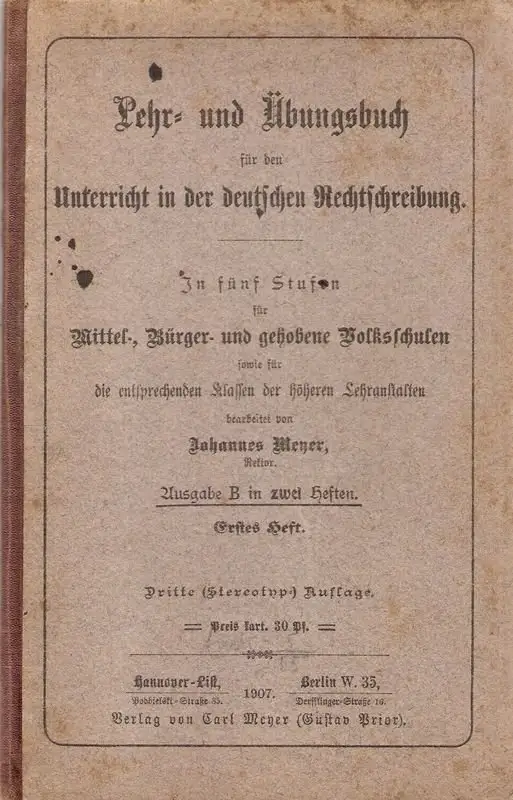 Lehr- und Übungsbuch
für den
Unterricht in der deutschen Rechtschreibung.
In fünf Stufen
für
Mittel-, Bürger- und gehobene Volksschulen
sowie für
die entsprechenden Klassen der höheren Lehranstalten
bearbeitet von
Johannes Meyer,
Rektor.
Ausgabe B in zwei Heften.
Erstes Heft.
Dritte (Stereotyp-) Auflage.
Preis kart. 30 Pf.
Hannover-List,
Podbielski-Straße 35.
1907.
Berlin W. 35,
Derfflinger-Straße 16.
Verlag von Carl Meyer (Gustav Prior).